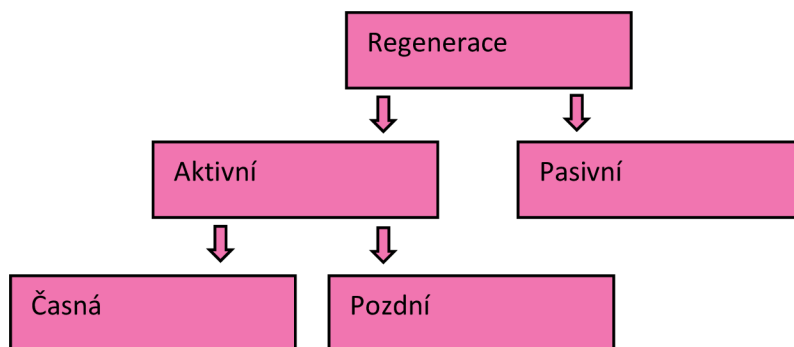 Regenerace
Aktivní
Pasivní
Časná
Pozdní